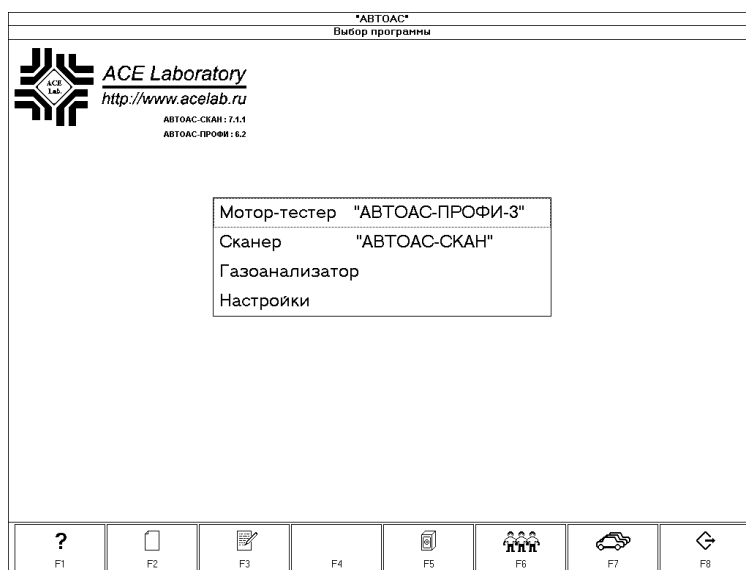 "АВТОАС"
Выбор программы
ACE Lab.
ACE Laboratory
http://www.acelab.ru
АВТОАС-СКАН : 7.1.1
АВТОАС-ПРОФИ : 6.2
Мотор-тестер "АВТОАС-ПРОФИ-3"
Сканер "АВТОАС-СКАН"
Газоанализатор
Настройки
?
F1 F2 F3 F4 F5 F6 F7 F8